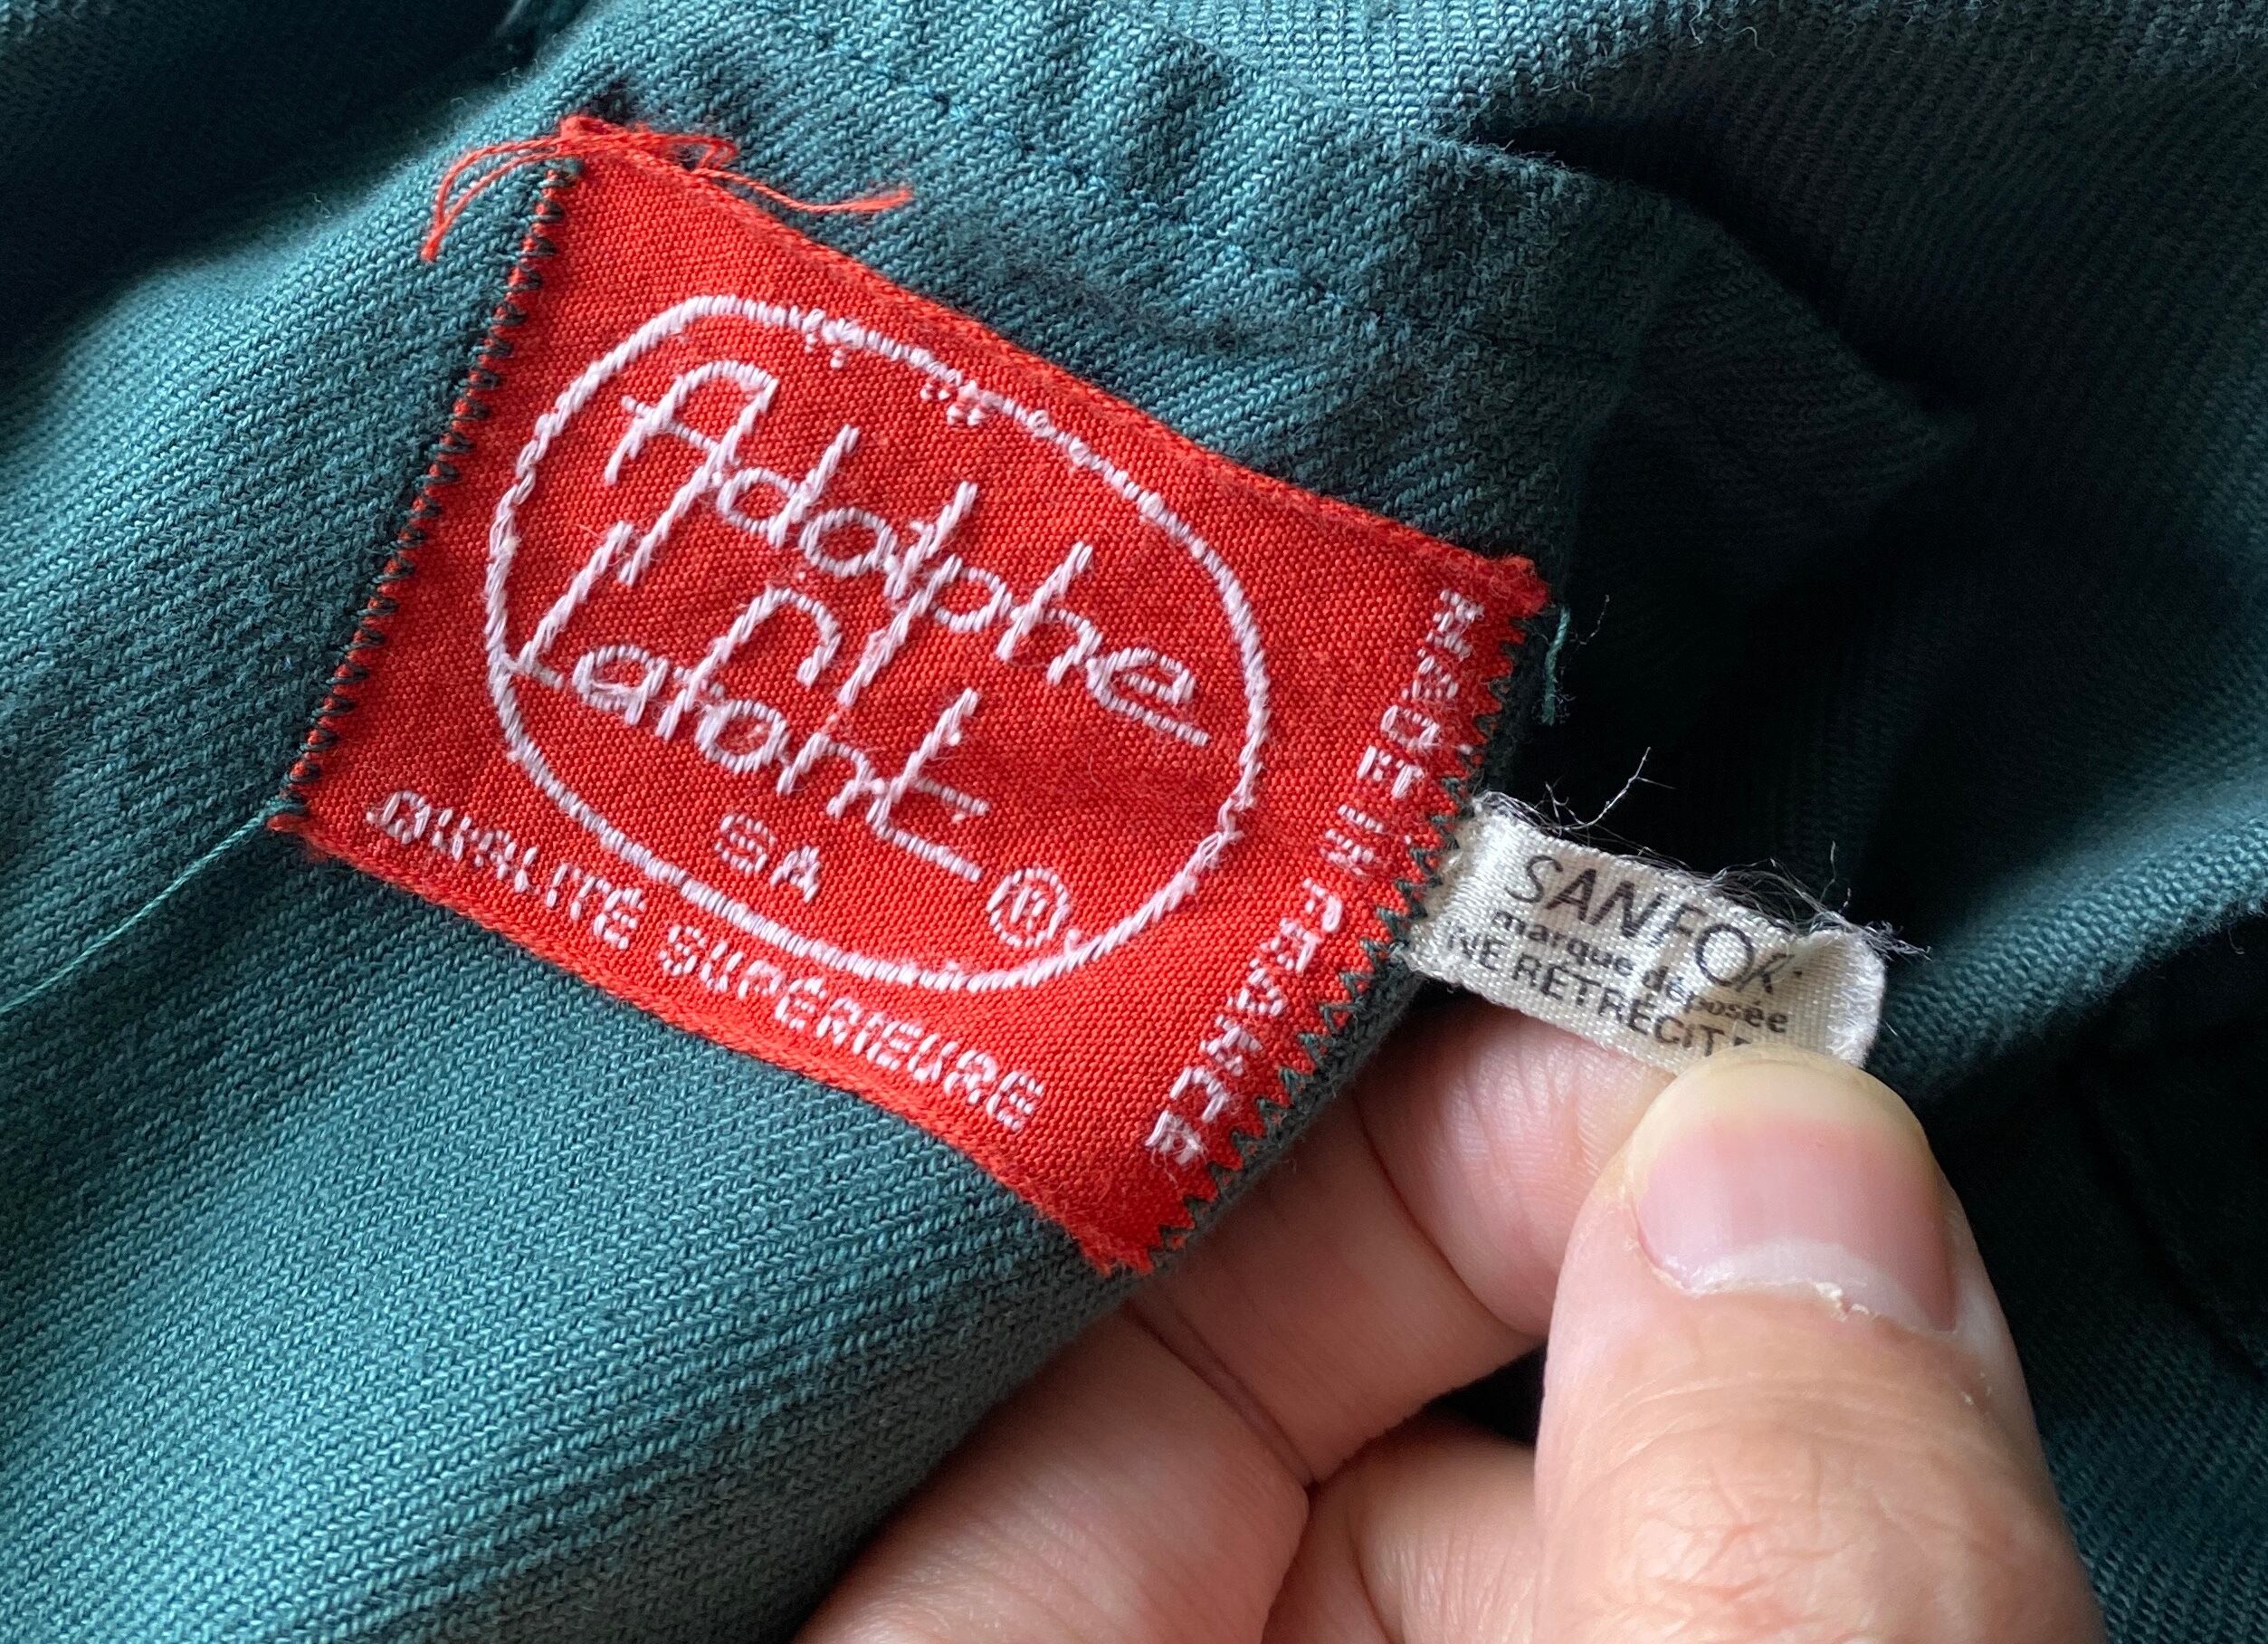 Adolphe
Lafont
SA
®
QUALITÉ SUPÉRIEURE
MADE IN FRANCE
SANFOR
marque déposée
NE RÉTRÉCIT